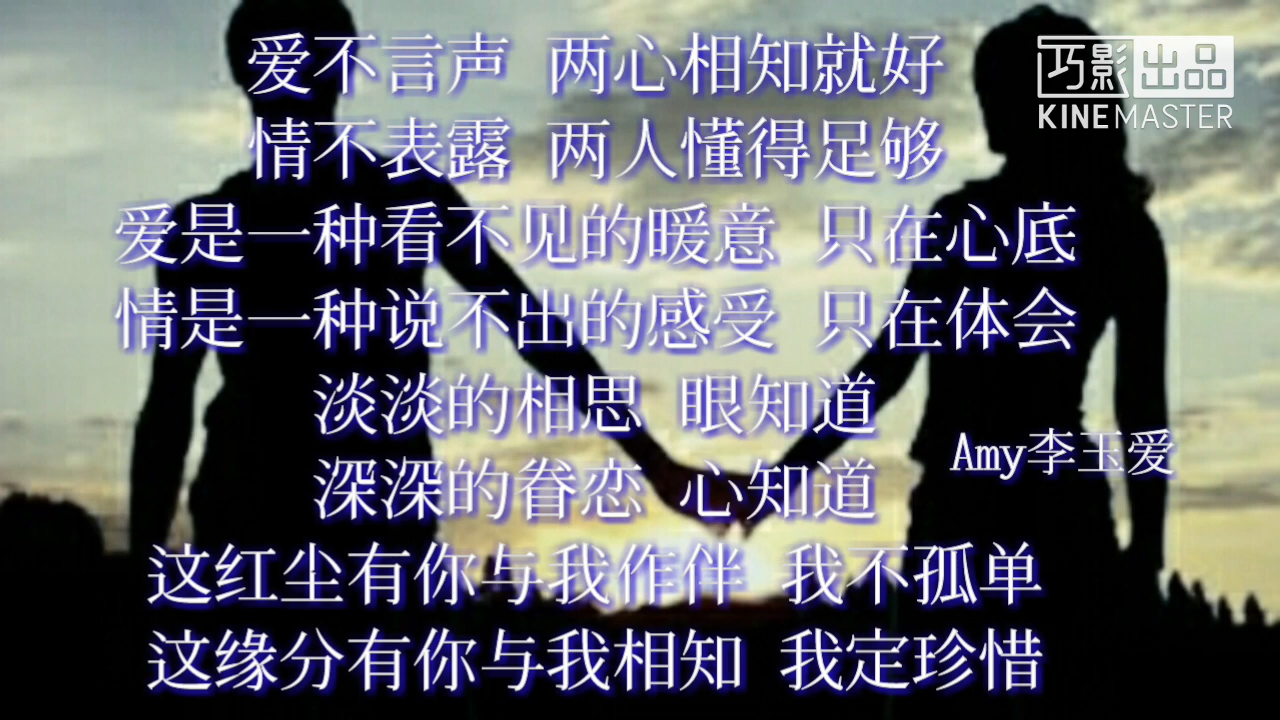 巧影出品
KINEMASTER
爱不言声 两心相知就好
情不表露 两人懂得足够
爱是一种看不见的暖意 只在心底
情是一种说不出的感受 只在体会
淡淡的相思 眼知道
Amy李玉爱
深深的眷恋 心知道
这红尘有你与我作伴 我不孤单
这缘分有你与我相知 我定珍惜